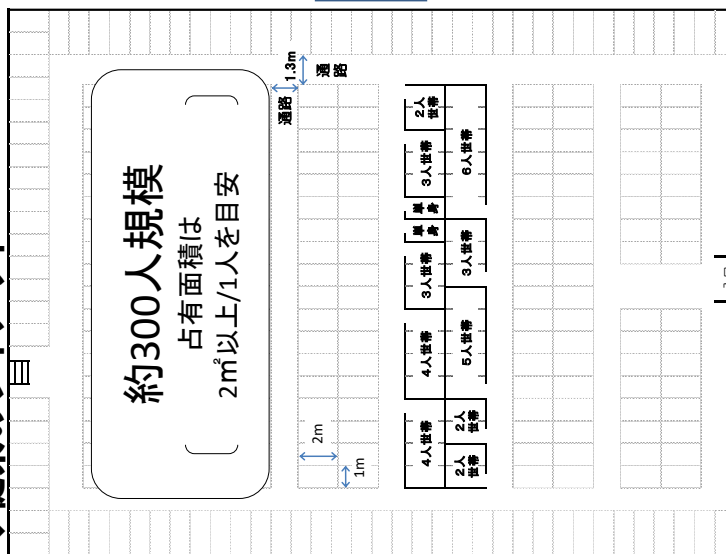 約300人規模
占有面積は
2㎡以上/1人を目安
1.3m
通路
通路
2m
1m
4人世帯
4人世帯
3人世帯
単身
単身
3人世帯
2人
世帯
2人
世帯
2人
世帯
5人世帯
3人世帯
6人世帯